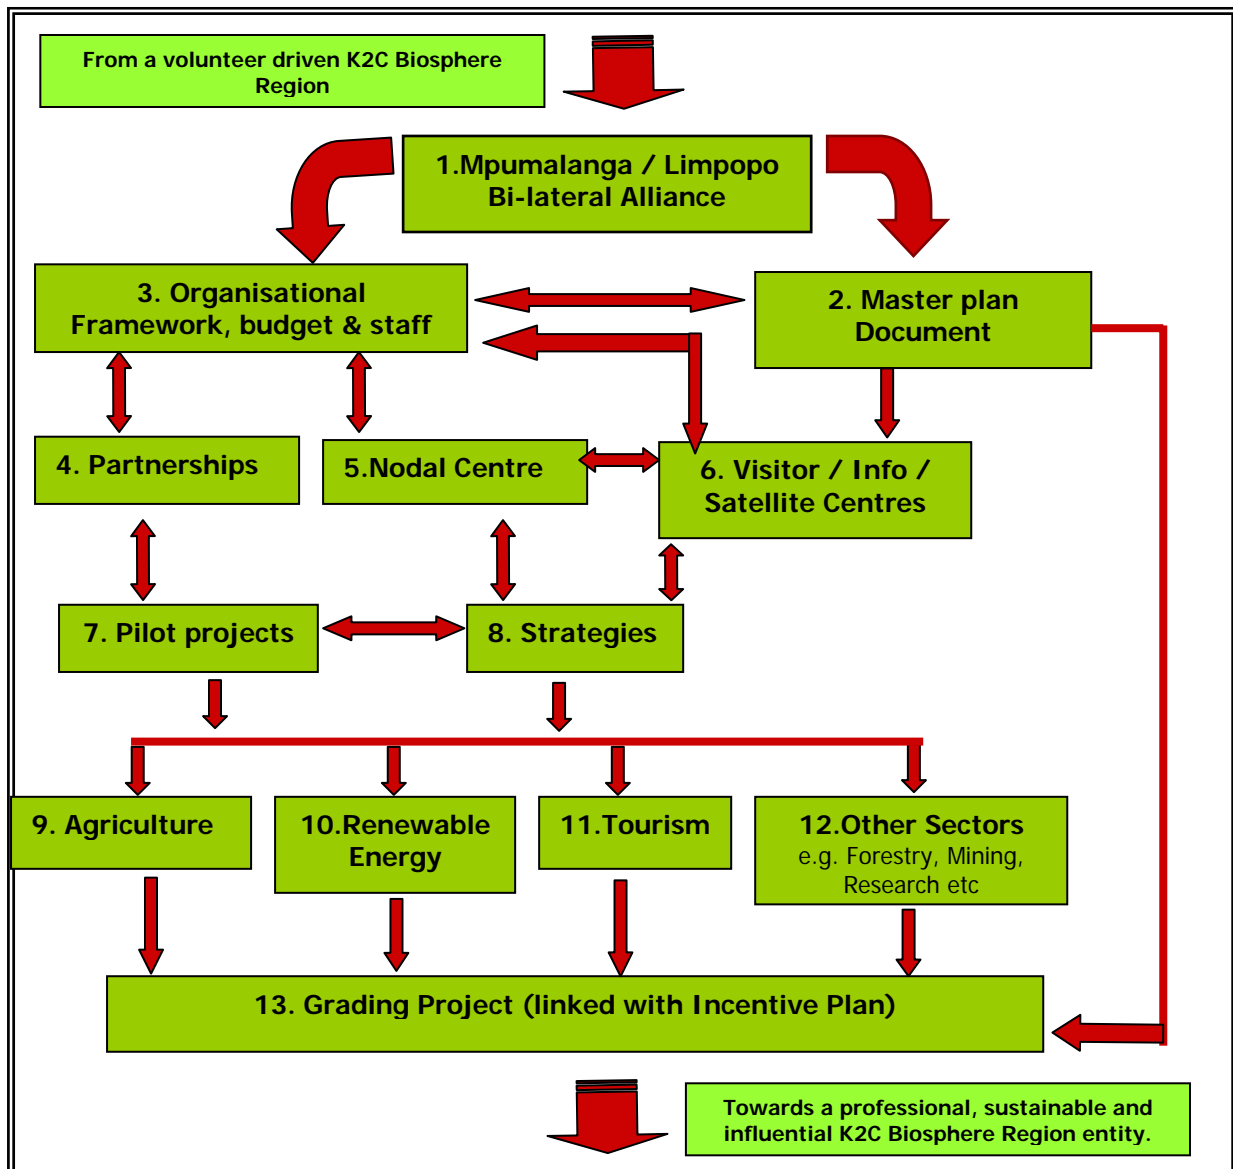 From a volunteer driven K2C Biosphere
Region
1.Mpumalanga / Limpopo
Bi-lateral Alliance
3. Organisational
Framework, budget & staff
2. Master plan
Document
4. Partnerships
5.Nodal Centre
6. Visitor / Info /
Satellite Centres
7. Pilot projects
8. Strategies
9. Agriculture
10.Renewable
Energy
11.Tourism
12.Other Sectors
e.g. Forestry, Mining,
Research etc
13. Grading Project (linked with Incentive Plan)
Towards a professional, sustainable and
influential K2C Biosphere Region entity.